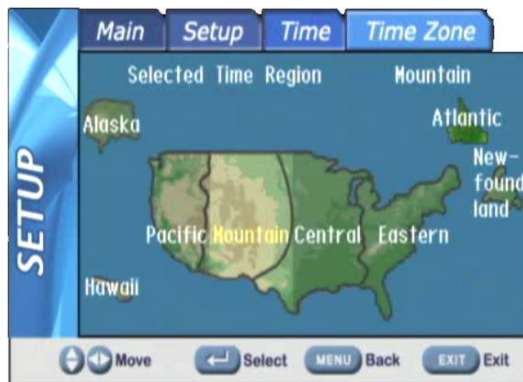 Main Setup Time Time Zone
Selected Time Region Mountain
Alaska
Atlantic
New-
found
land
Pacific Mountain Central Eastern
Hawaii
SETUP
Move Select MENU Back EXIT Exit